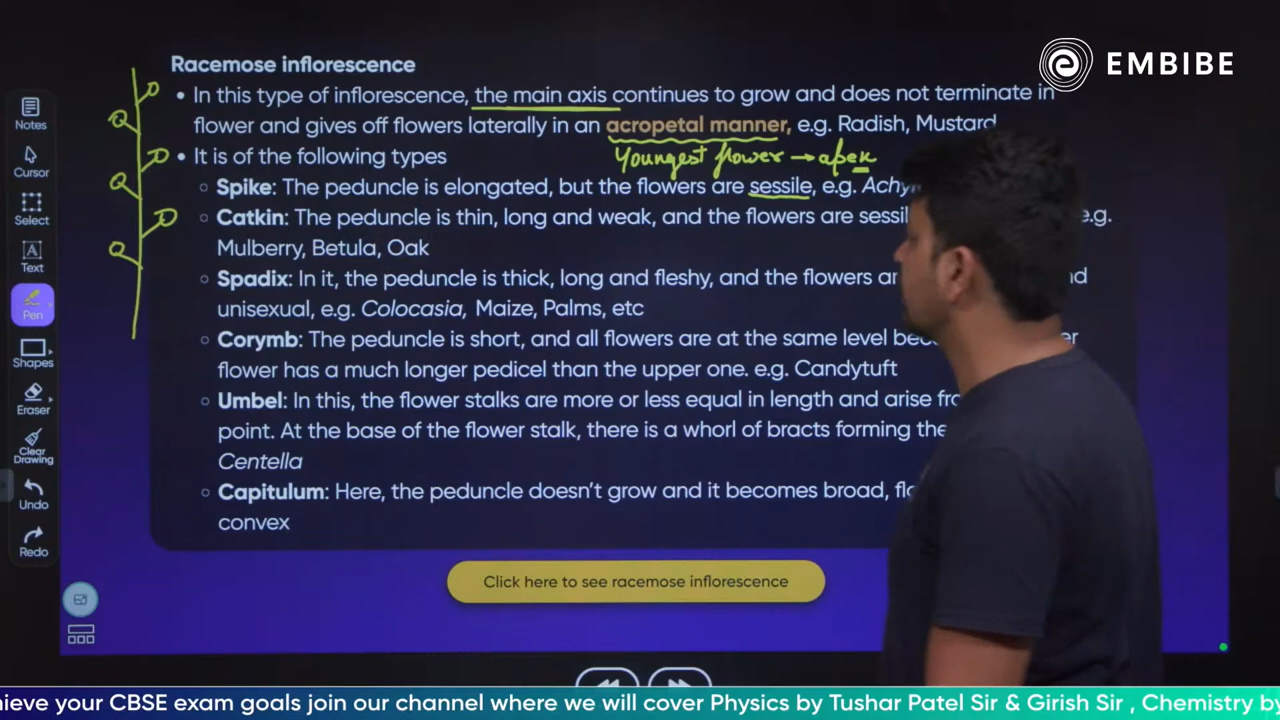 EMBIBE
Racemose inflorescence
• In this type of inflorescence, the main axis continues to grow and does not terminate in
flower and gives off flowers laterally in an acropetal manner, e.g. Radish, Mustard
Youngest flower → apex
• It is of the following types
Spike: The peduncle is elongated, but the flowers are sessile, e.g.
Catkin: The peduncle is thin, long and weak, and the flowers are e.g.
Mulberry, Betula, Oak
Spadix: In it, the peduncle is thick, long and fleshy, and the flowers
unisexual, e.g. Colocasia, Maize, Palms, etc
Corymb: The peduncle is short, and all flowers are at the same level
flower has a much longer pedicel than the upper one. e.g. Candytuft
Umbel: In this, the flower stalks are more or less equal in length and arise
point. At the base of the flower stalk, there is a whorl of bracts forming the
Centella
Capitulum: Here, the peduncle doesn't grow and it becomes broad,
convex
Click here to see racemose inflorescence
Notes
Cursor
Select
Text
Pen
Shapes
Eraser
Clear
Drawing
Undo
Redo
your CBSE exam goals join our channel where we will cover Physics by Tushar Patel Sir & Girish Sir , Chemistry by